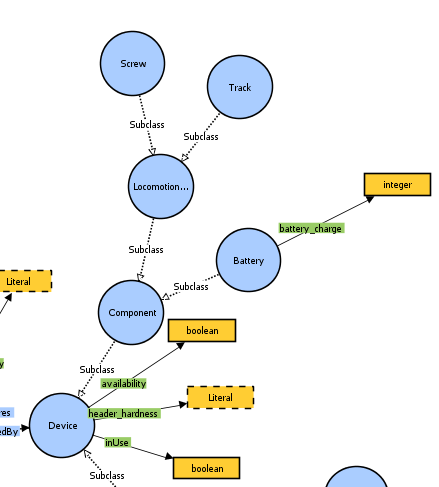 Screw
Track
Subclass
Subclass
Locomotion...
integer
battery_charge
Subclass
Battery
Literal
Subclass
Component
boolean
Subclass
availability
Literal
header_hardness
Device
inUse
boolean
Subclass